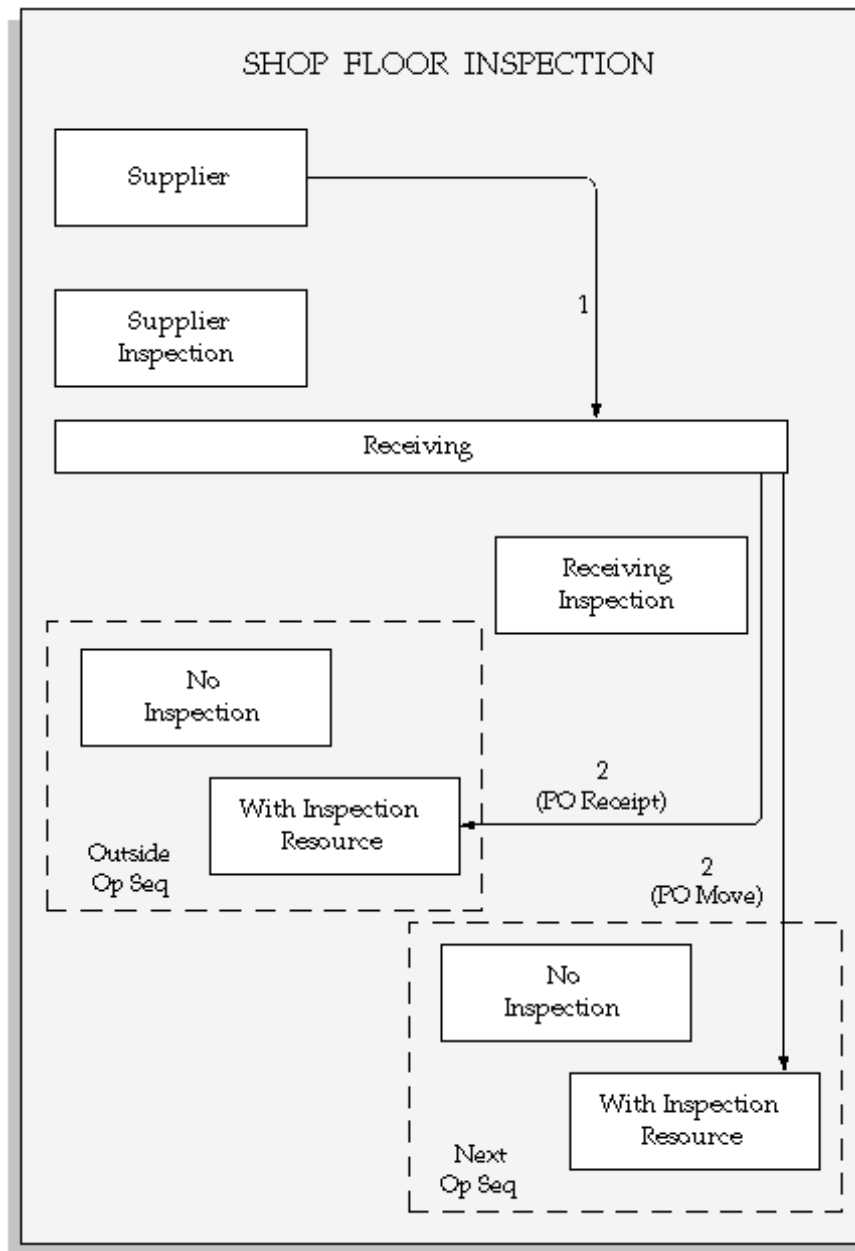 SHOP FLOOR INSPECTION
Supplier
1
Supplier
Inspection
Receiving
Receiving
Inspection
No
Inspection
2
(PO Receipt)
With Inspection
Resource
Outside
Op Seq
2
(PO Move)
No
Inspection
With Inspection
Resource
Next
Op Seq